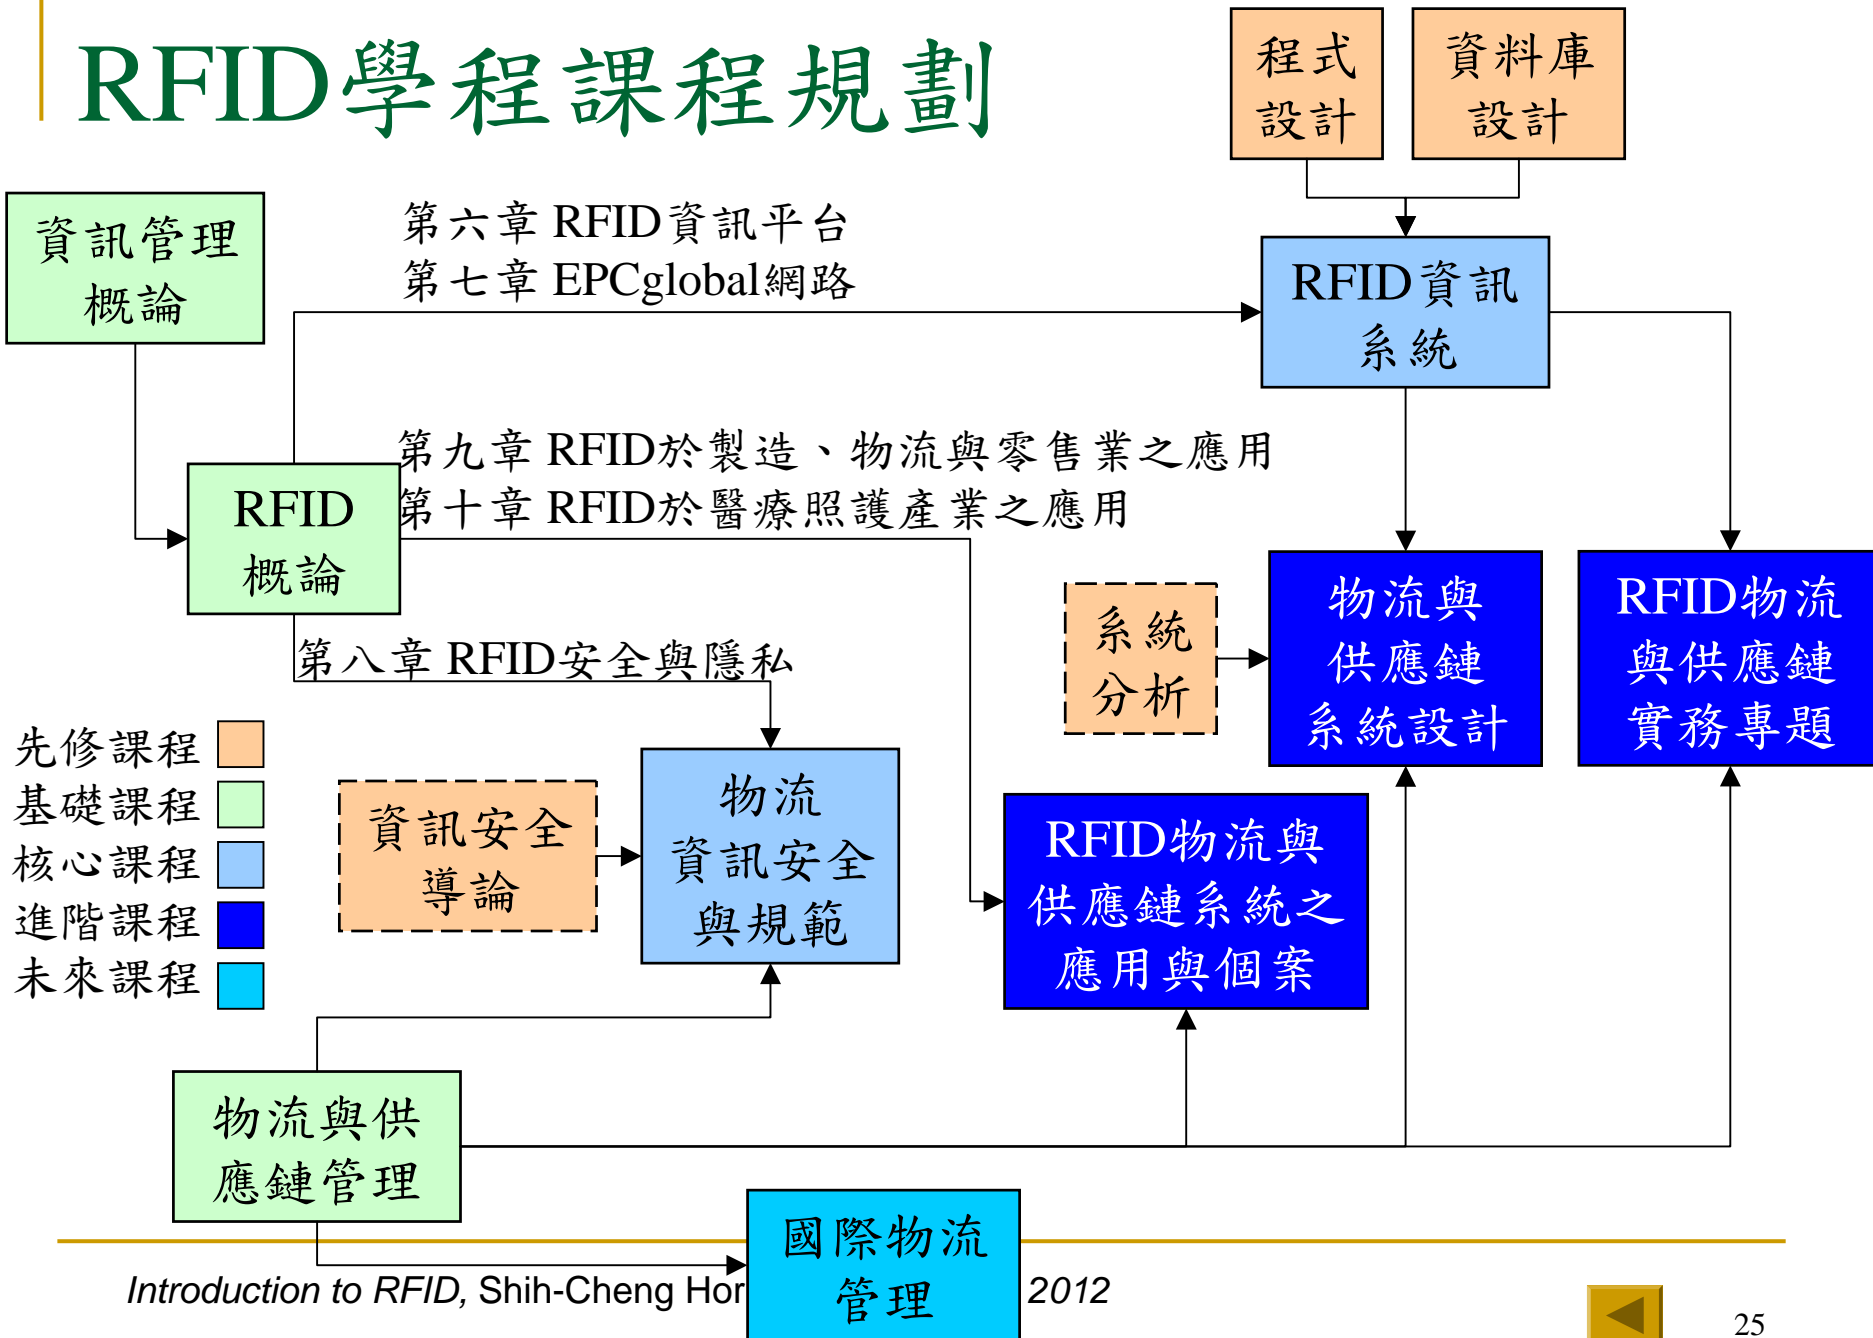 RFID學程課程規劃
程式
設計
資料庫
設計
資訊管理
概論
第六章 RFID資訊平台
第七章 EPCglobal網路
RFID資訊
系統
第九章 RFID於製造、物流與零售業之應用
第十章 RFID於醫療照護產業之應用
RFID
概論
第八章 RFID安全與隱私
系統
分析
物流與
供應鏈
系統設計
RFID物流
與供應鏈
實務專題
先修課程
基礎課程
核心課程
進階課程
未來課程
資訊安全
導論
物流
資訊安全
與規範
RFID物流與
供應鏈系統之
應用與個案
物流與供
應鏈管理
國際物流
管理
Introduction to RFID, Shih-Cheng Hor
2012
25